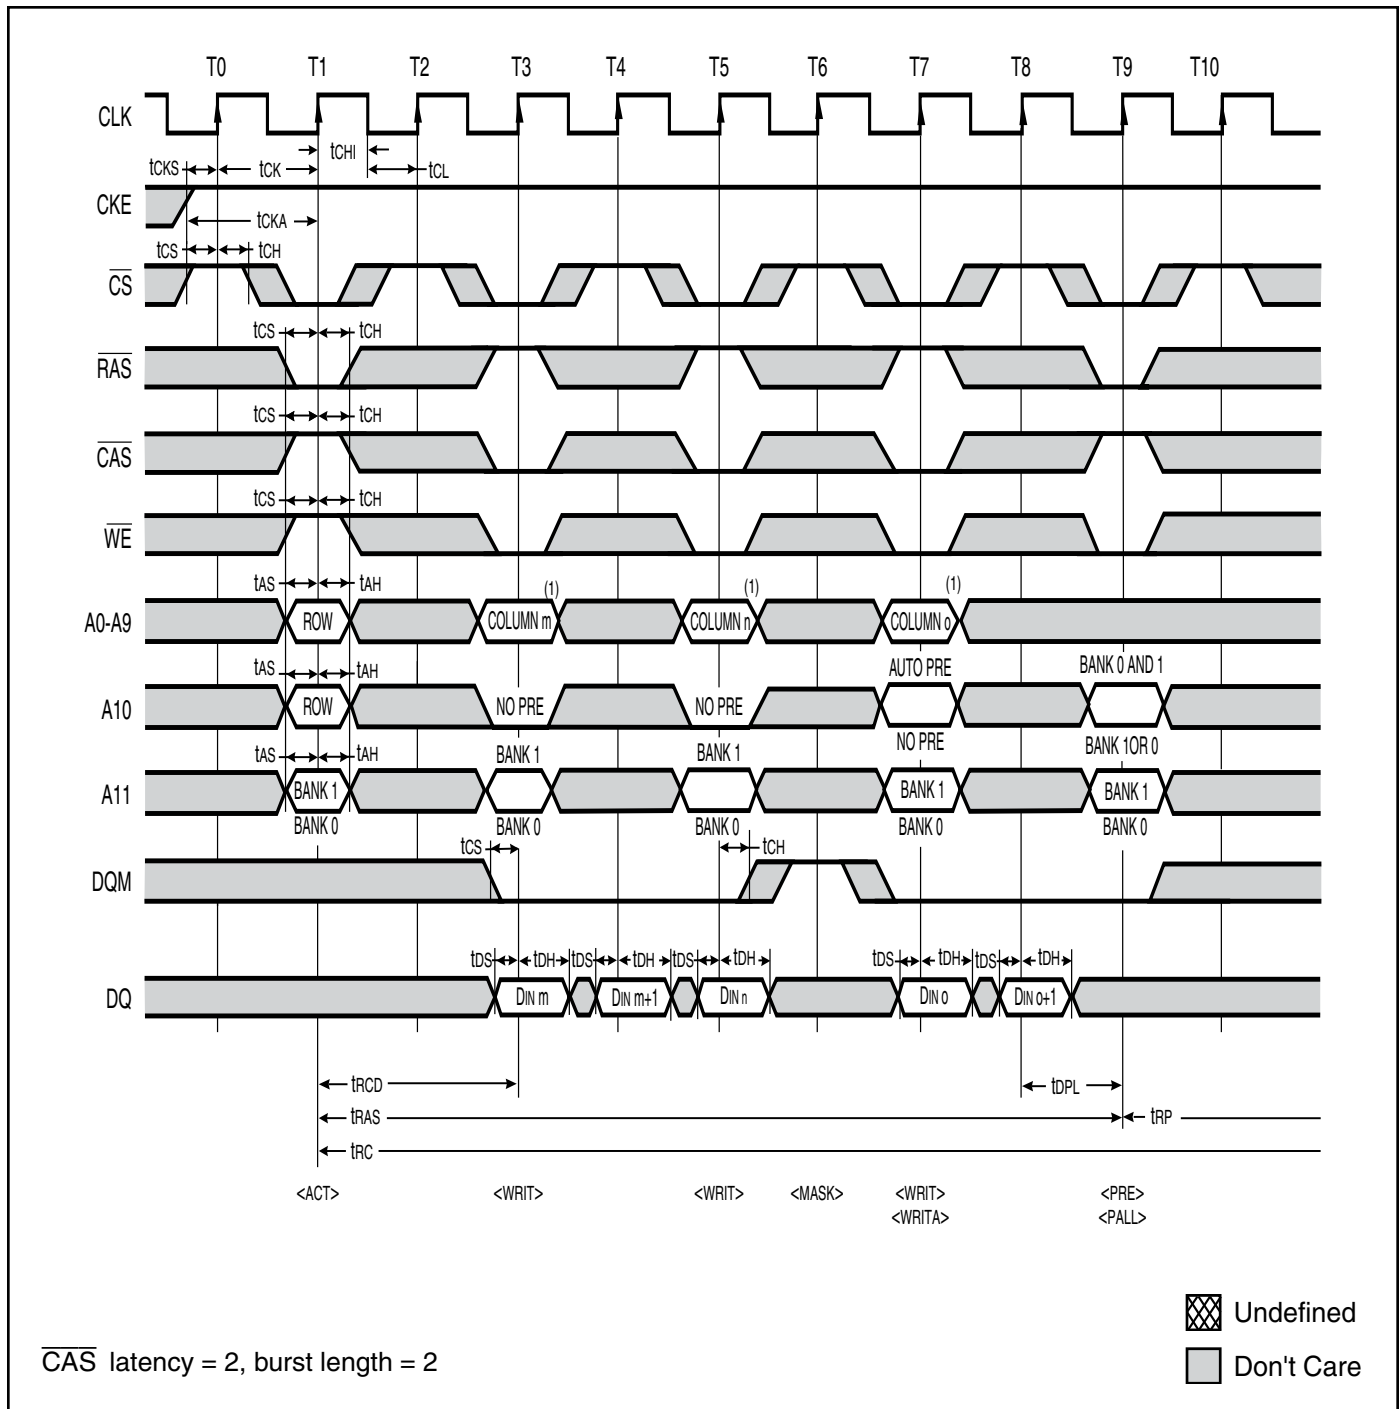 T0 T1 T2 T3 T4 T5 T6 T7 T8 T9 T10
CLK
tCKS tCK tCHI tCL
CKE
tCKA
tCS tCH
CS
tCS tCH
RAS
tCS tCH
CAS
tCS tCH
WE
tAS tAH (1) (1) (1)
A0-A9 ROW COLUMN m COLUMN n COLUMN o
tAS tAH AUTO PRE BANK 0 AND 1
A10 ROW NO PRE NO PRE
NO PRE BANK 1OR 0
tAS tAH BANK 1 BANK 1
A11 BANK 1 BANK 1 BANK 1
BANK 0 BANK 0 BANK 0 BANK 0 BANK 0
tCS tCH
DQM
tDS tDH tDS tDH tDS tDH tDS tDH tDS tDH
DQ DIN m DIN m+1 DIN n DIN o DIN o+1
tRCD tDPL
tRAS tRP
tRC
<ACT> <WRIT> <WRIT> <MASK> <WRIT> <PRE>
<WRITA> <PALL>
Undefined
CAS latency = 2, burst length = 2
Don't Care